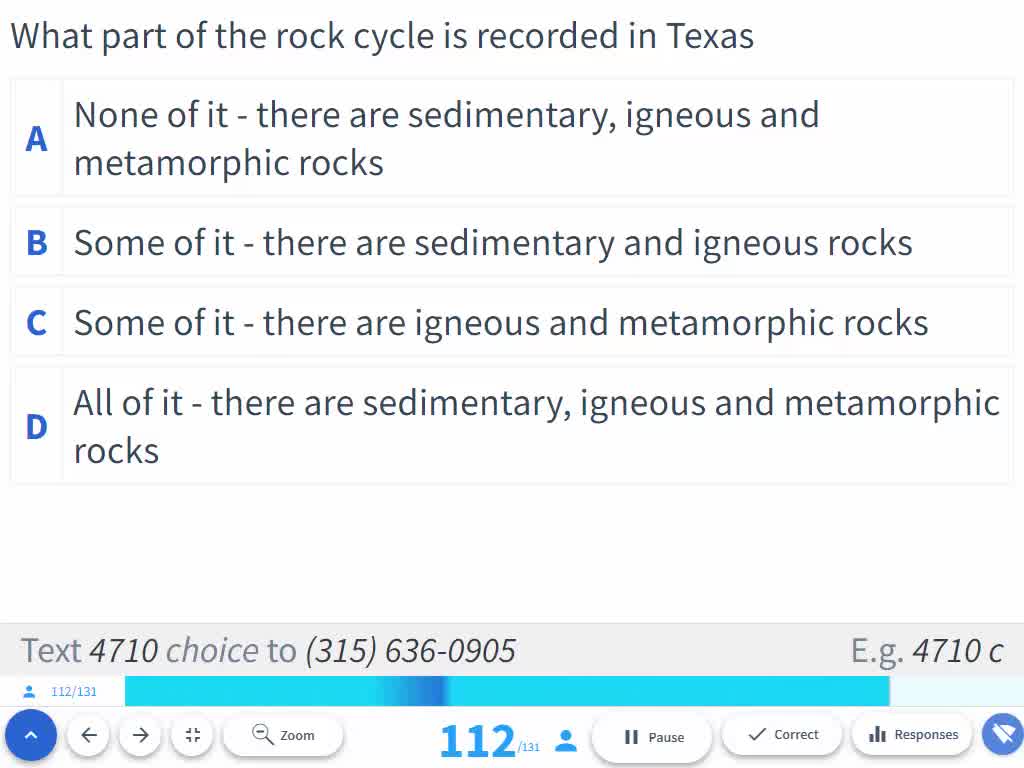 What part of the rock cycle is recorded in Texas
A
None of it - there are sedimentary, igneous and
metamorphic rocks
B
Some of it - there are sedimentary and igneous rocks
C
Some of it - there are igneous and metamorphic rocks
D
All of it - there are sedimentary, igneous and metamorphic
rocks
Text 4710 choice to (315) 636-0905
E.g. 4710 c
112/131
Zoom
112/131
Pause
Correct
Responses